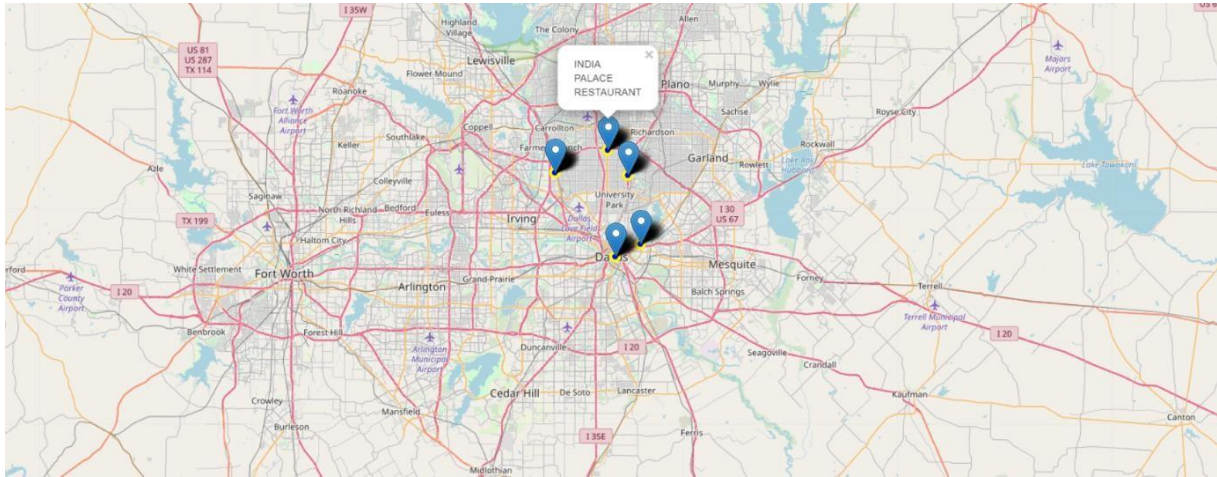 I 35W
Highland
Village
The Colony
Allen
US 6
US 81
US 287
TX 114
Lewisville
×
INDIA
PALACE
RESTAURANT
Majors
Airport
Flower Mound
Plano
Murphy
Wylie
Roanoke
Fort Worth
Alliance
Airport
Sachse
Royse City
Coppell
Carrollton
Richardson
Keller
Southlake
Garland
Rockwall
Rowlett
Lake Ray
Hubbard
Lake Tawakoni
Azle
Colleyville
Saginaw
University
Park
TX 199
North Richland
Hills
Bedford
Euless
Irving
Dallas
Love Field
Airport
I 30
US 67
Haltom City
White Settlement
Fort Worth
Grand Prairie
Mesquite
Forney
Parker
County
Airport
I 20
Arlington
Balch Springs
Terrell
Terrell Municipal
Airport
Benbrook
Forest Hill
Arlington
Municipal
Airport
Duncanville
I 20
Seagoville
I 20
Crandall
Cedar Hill
De Soto
Lancaster
Kaufman
Crowley
Mansfield
Canton
Burleson
I 35E
Ferris
Midlothian